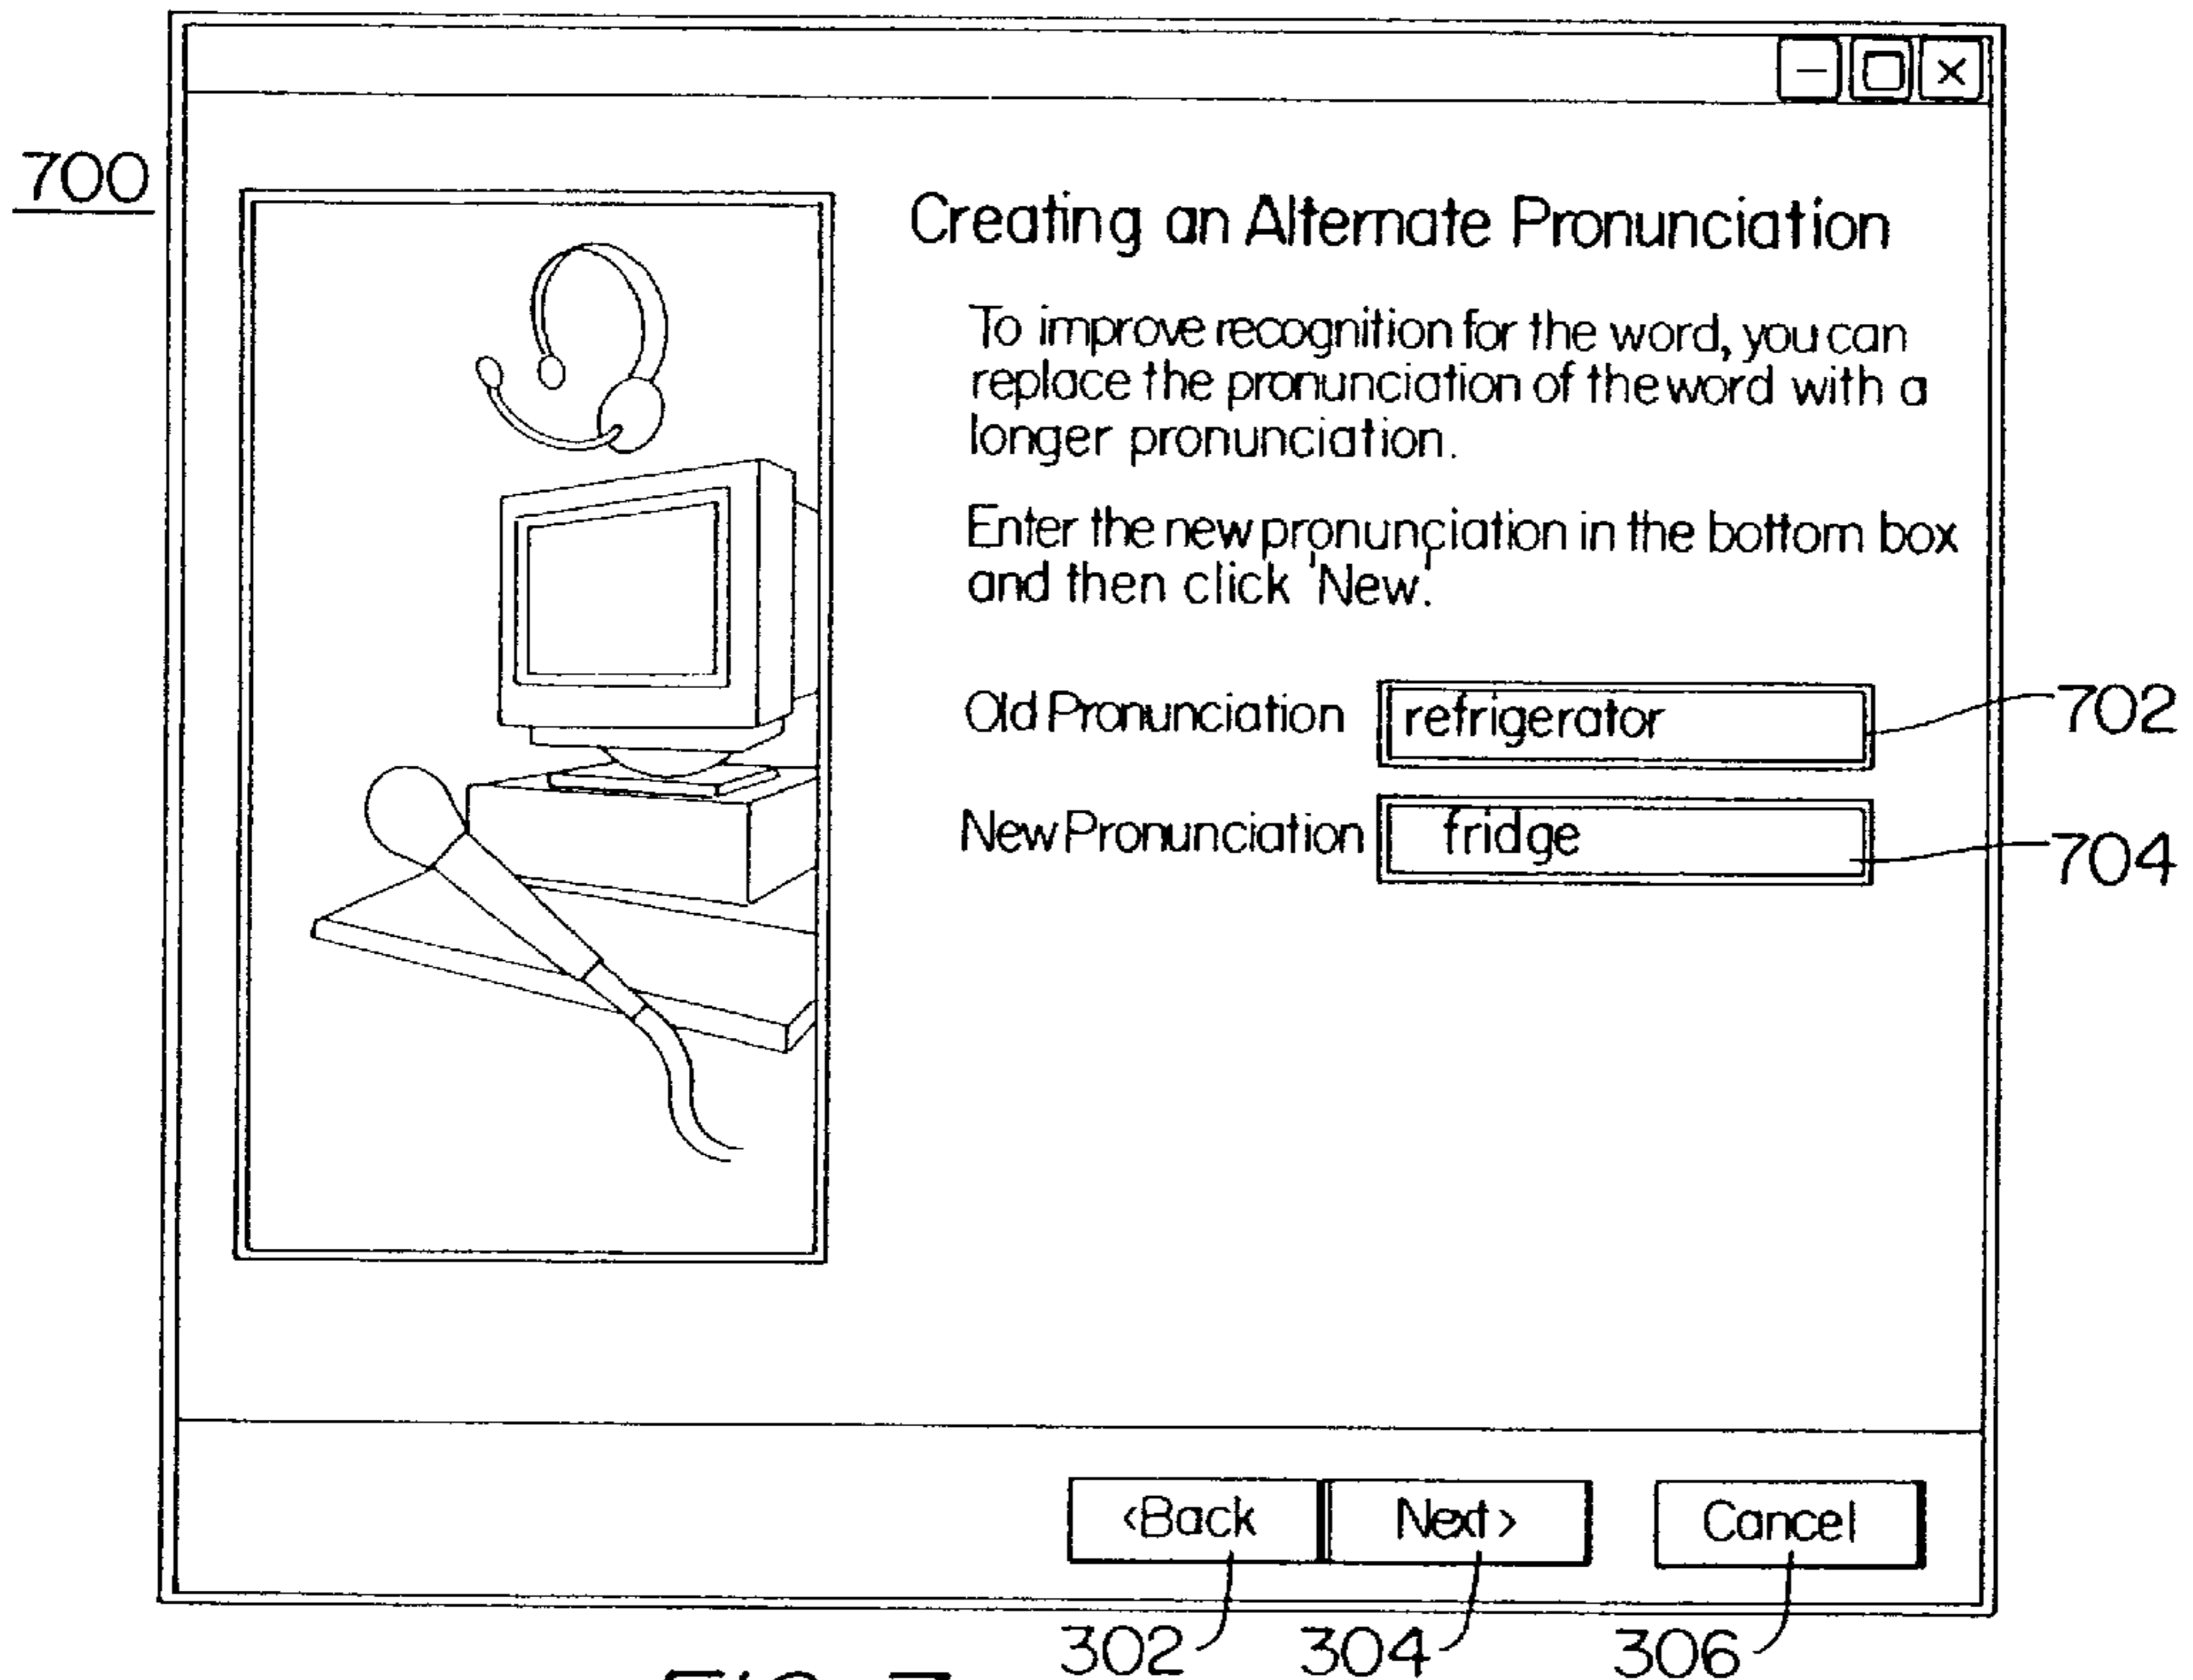 700
Creating an Alternate Pronunciation
To improve recognition for the word, you can
replace the pronunciation of the word with a
longer pronunciation.
Enter the new pronunciation in the bottom box
and then click 'New.'
Old Pronunciation refrigerator 702
New Pronunciation fridge 704
<Back Next> Cancel
302 304 306